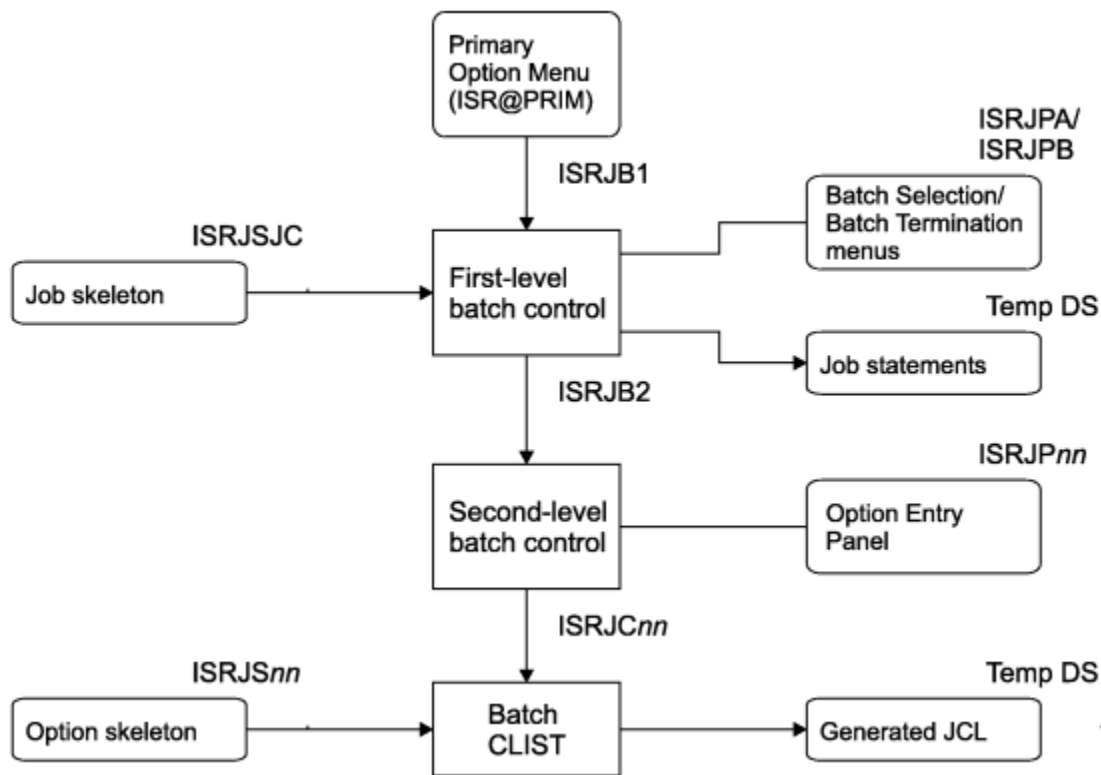 Primary
Option Menu
(ISR@PRIM)
ISRJPA/
ISRJPB
ISRJB1
Batch Selection/
Batch Termination
menus
ISRJSJC
Job skeleton
First-level
batch control
Temp DS
Job statements
ISRJB2
ISRJPnn
Second-level
batch control
Option Entry
Panel
ISRJCnn
ISRJSnn
Option skeleton
Batch
CLIST
Temp DS
Generated JCL